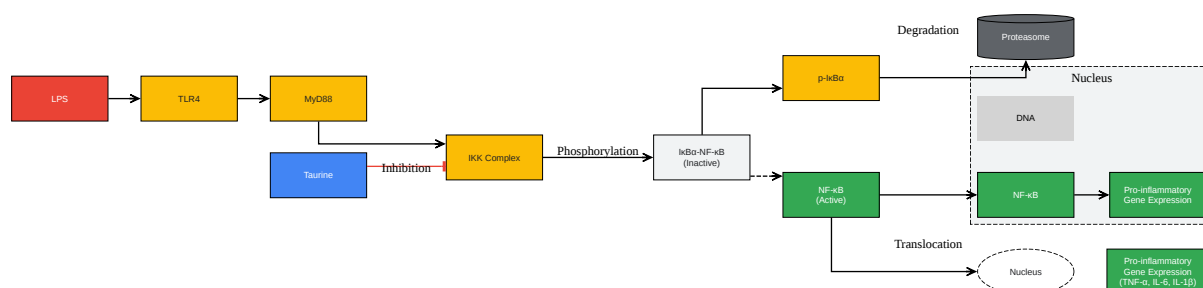 Degradation
Proteasome
Nucleus
LPS
TLR4
MyD88
p-IκBα
DNA
Taurine
Inhibition
IKK Complex
Phosphorylation
IκBα-NF-κB
(Inactive)
NF-κB
(Active)
NF-κB
Pro-inflammatory
Gene Expression
Translocation
Nucleus
Pro-inflammatory
Gene Expression
(TNF-α, IL-6, IL-1β)